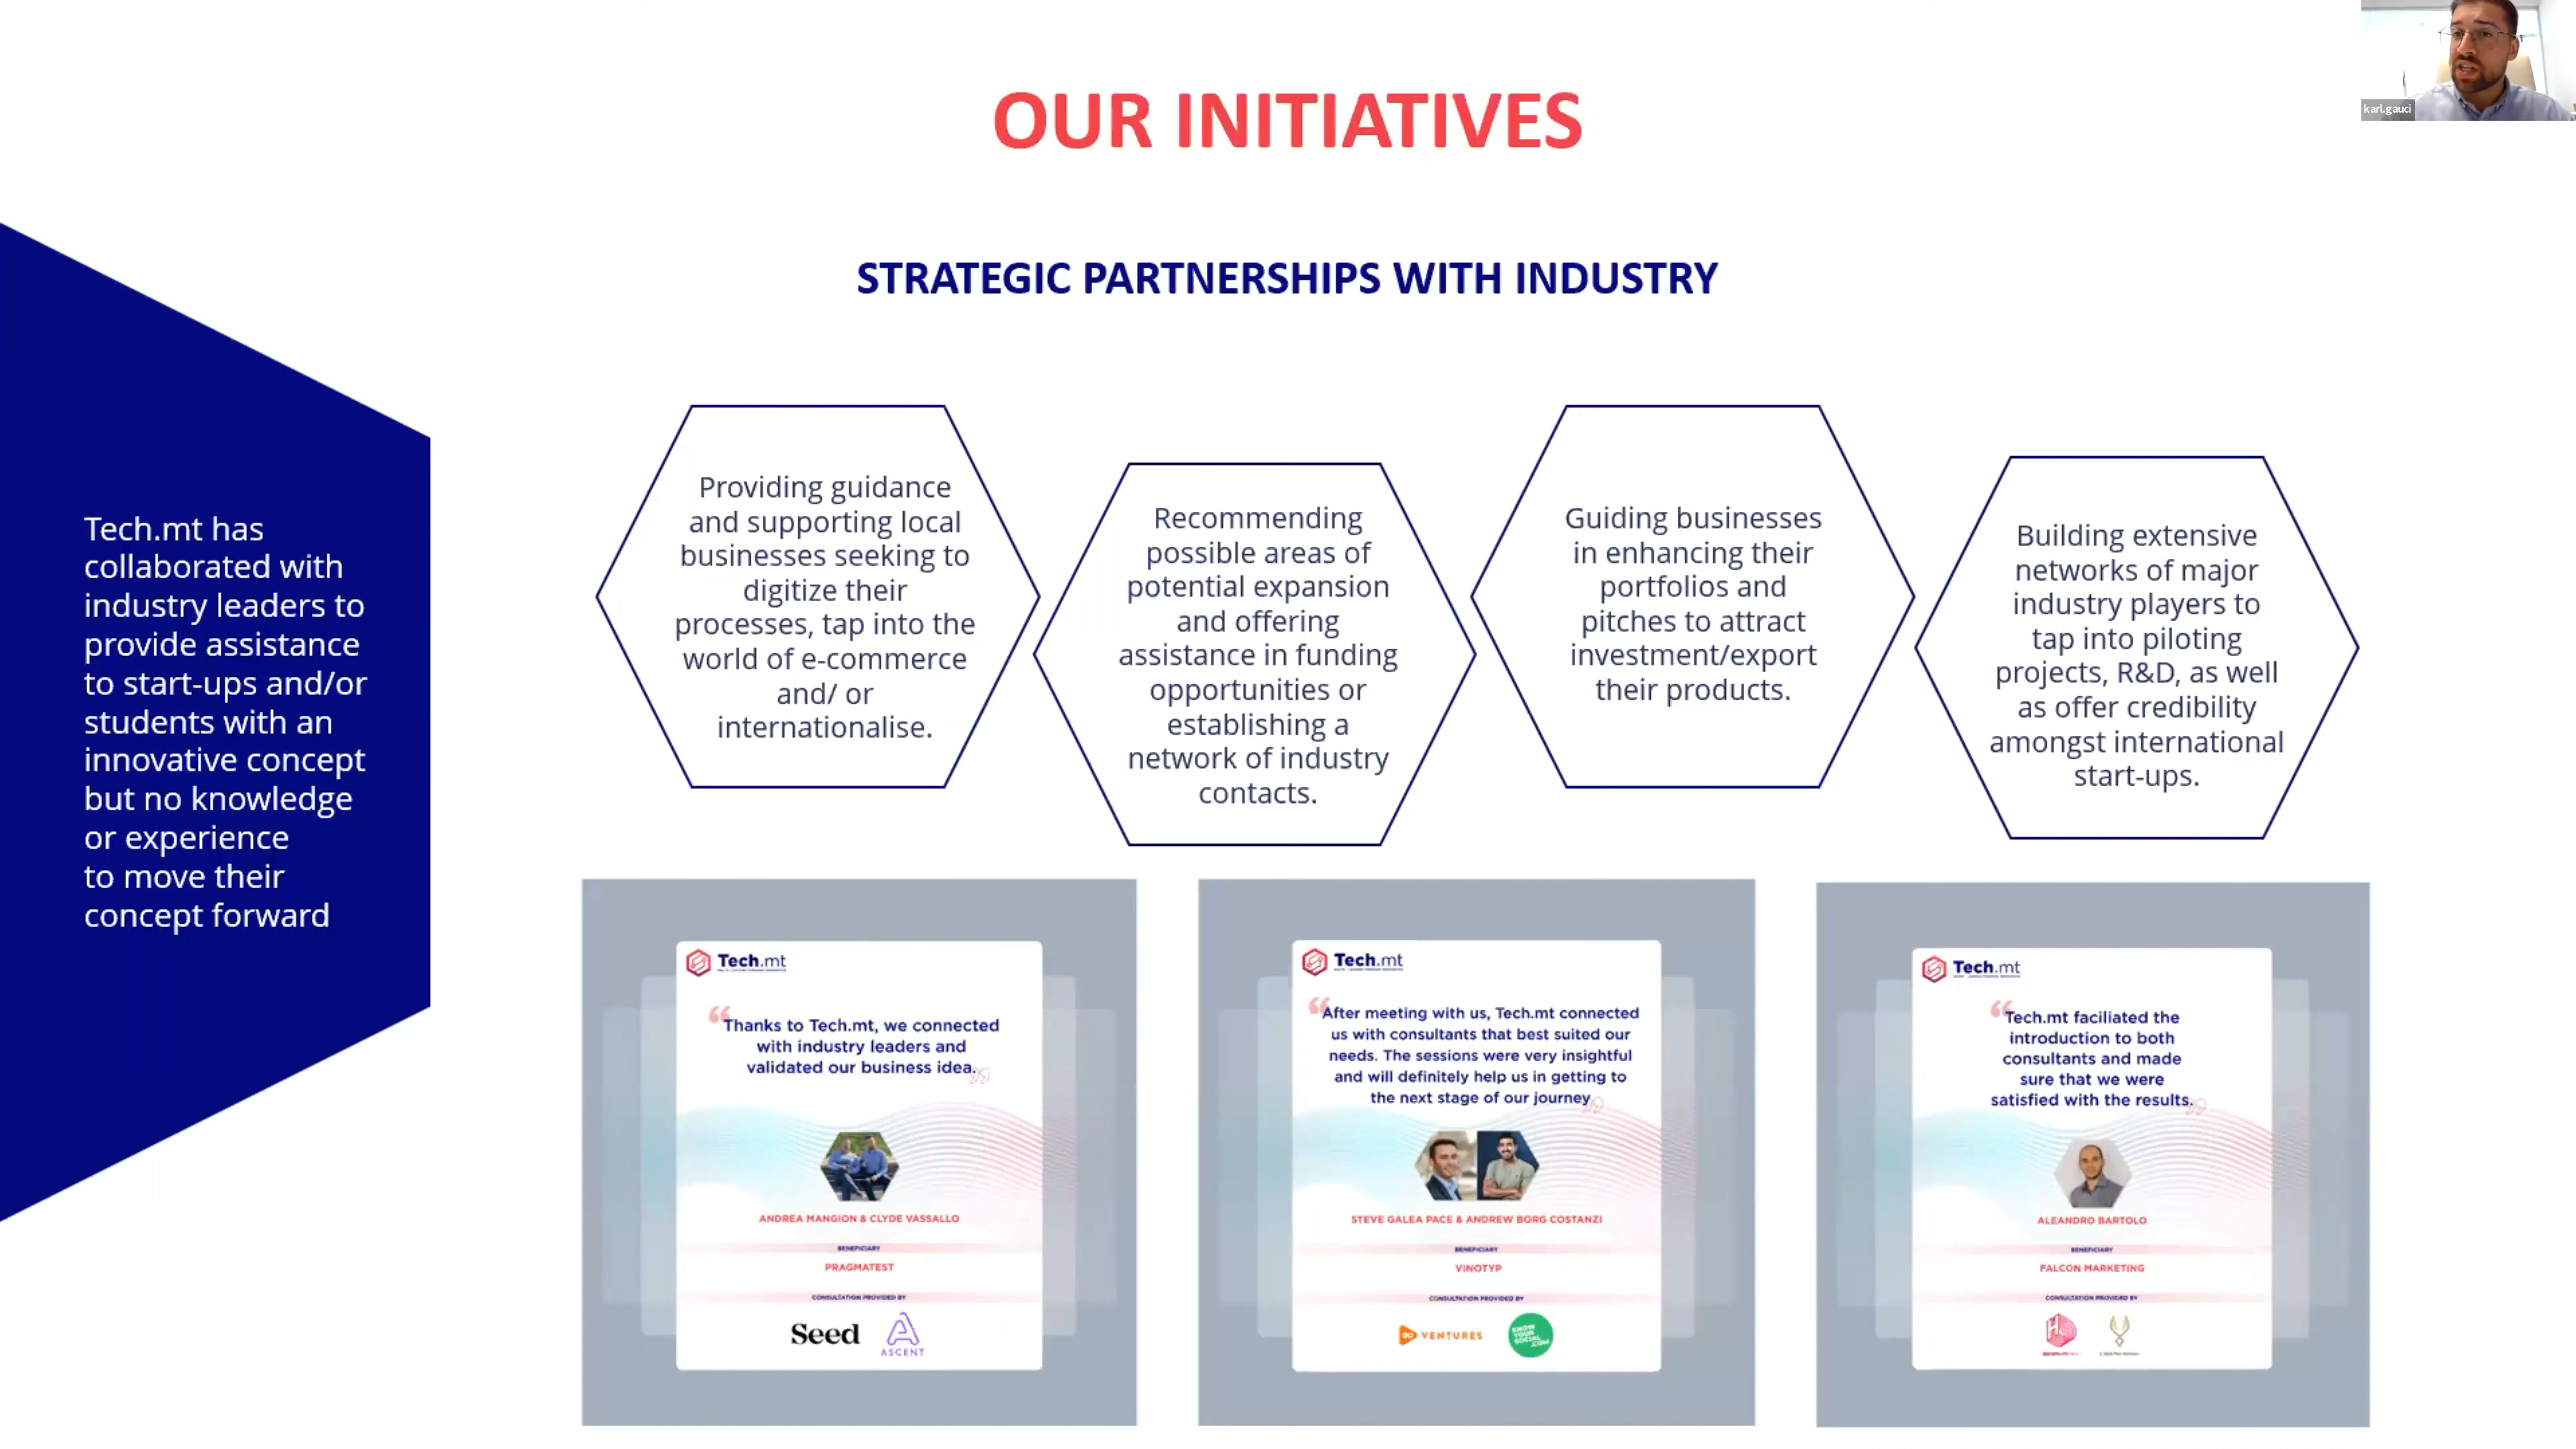 karl.gauci
OUR INITIATIVES
STRATEGIC PARTNERSHIPS WITH INDUSTRY
Tech.mt has
collaborated with
industry leaders to
provide assistance
to start-ups and/or
students with an
innovative concept
but no knowledge
or experience
to move their
concept forward
Providing guidance
and supporting local
businesses seeking to
digitize their
processes, tap into the
world of e-commerce
and/ or
internationalise.
Recommending
possible areas of
potential expansion
and offering
assistance in funding
opportunities or
establishing a
network of industry
contacts.
Guiding businesses
in enhancing their
portfolios and
pitches to attract
investment/export
their products.
Building extensive
networks of major
industry players to
tap into piloting
projects, R&D, as well
as offer credibility
amongst international
start-ups.
Tech.mt
“Thanks to Tech.mt, we connected
with industry leaders and
validated our business idea.”
ANDREA MANGION & CLYDE VASSALLO
BENEFICIARY
PRAGMATEST
CONSULTATION PROVIDED BY
Seed
ASCENT
Tech.mt
“After meeting with us, Tech.mt connected
us with consultants that best suited our
needs. The sessions were very insightful
and will definitely help us in getting to
the next stage of our journey”
STEVE GALEA PACE & ANDREW BORG COSTANZI
BENEFICIARY
VINOTYP
CONSULTATION PROVIDED BY
GO VENTURES
KNOW
YOUR
SOCIAL
.COM
Tech.mt
“Tech.mt faciliated the
introduction to both
consultants and made
sure that we were
satisfied with the results.”
ALEANDRO BARTOLO
BENEFICIARY
FALCON MARKETING
CONSULTATION PROVIDED BY